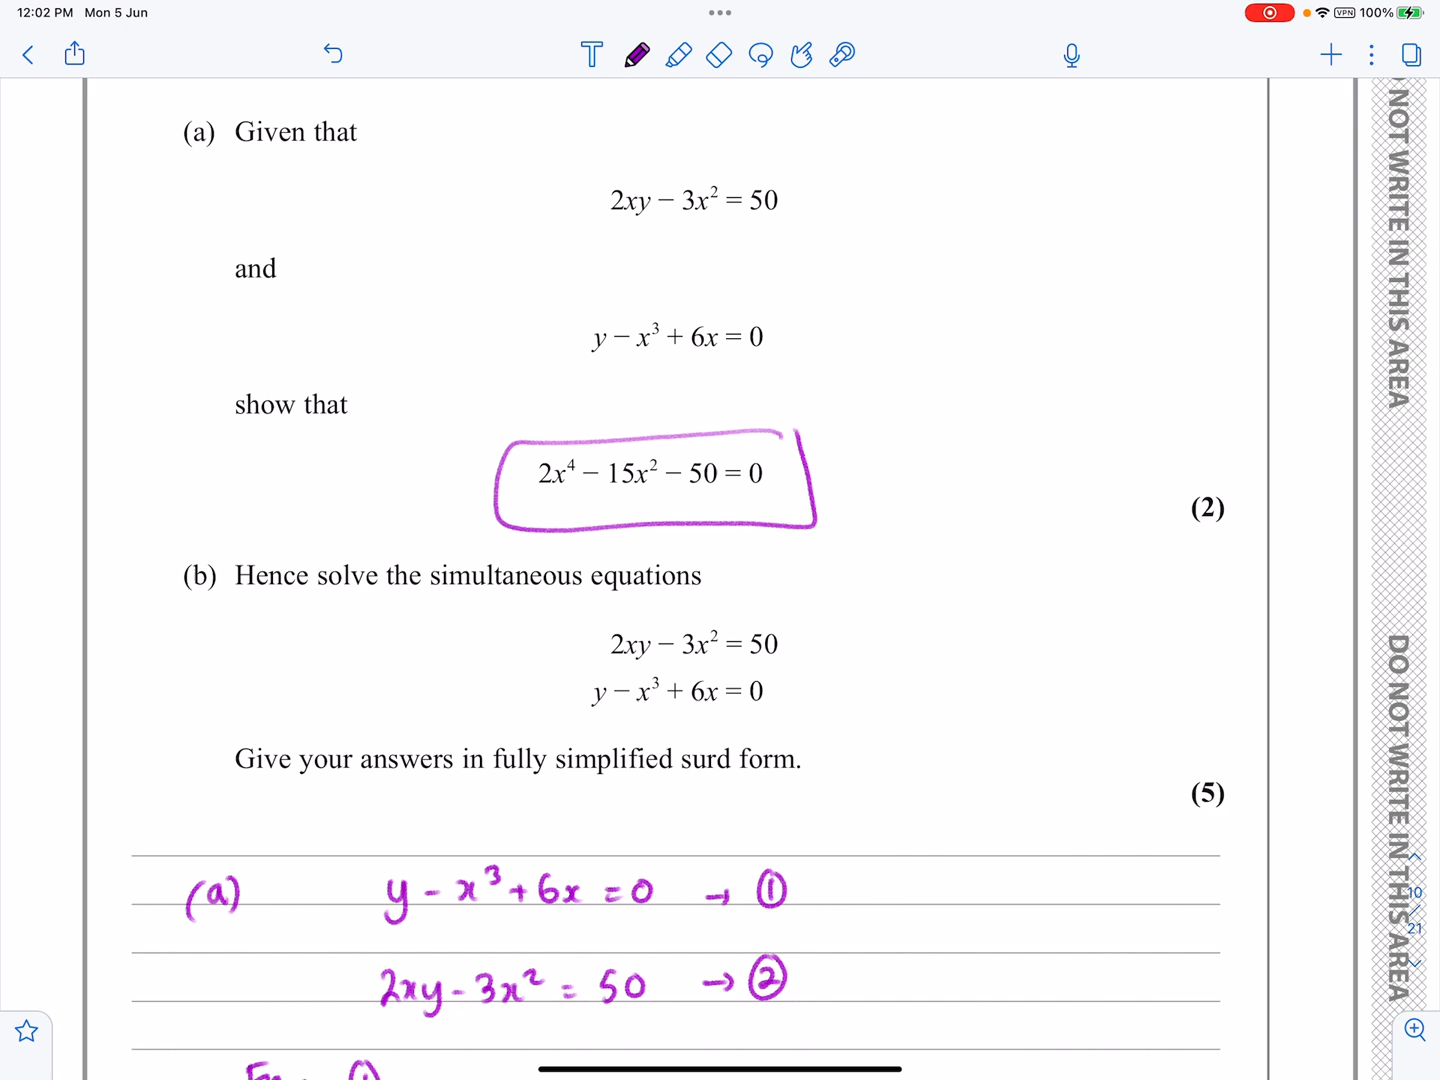 12:02 PM Mon 5 Jun
VPN 100%
(a) Given that
2xy − 3x² = 50
and
y − x³ + 6x = 0
show that
2x⁴ − 15x² − 50 = 0
(2)
(b) Hence solve the simultaneous equations
2xy − 3x² = 50
y − x³ + 6x = 0
Give your answers in fully simplified surd form.
(5)
(a) y - x³ + 6x = 0 → ①
2xy - 3x² = 50 → ②
NOT WRITE IN THIS AREA
DO NOT WRITE IN THIS AREA
10
21